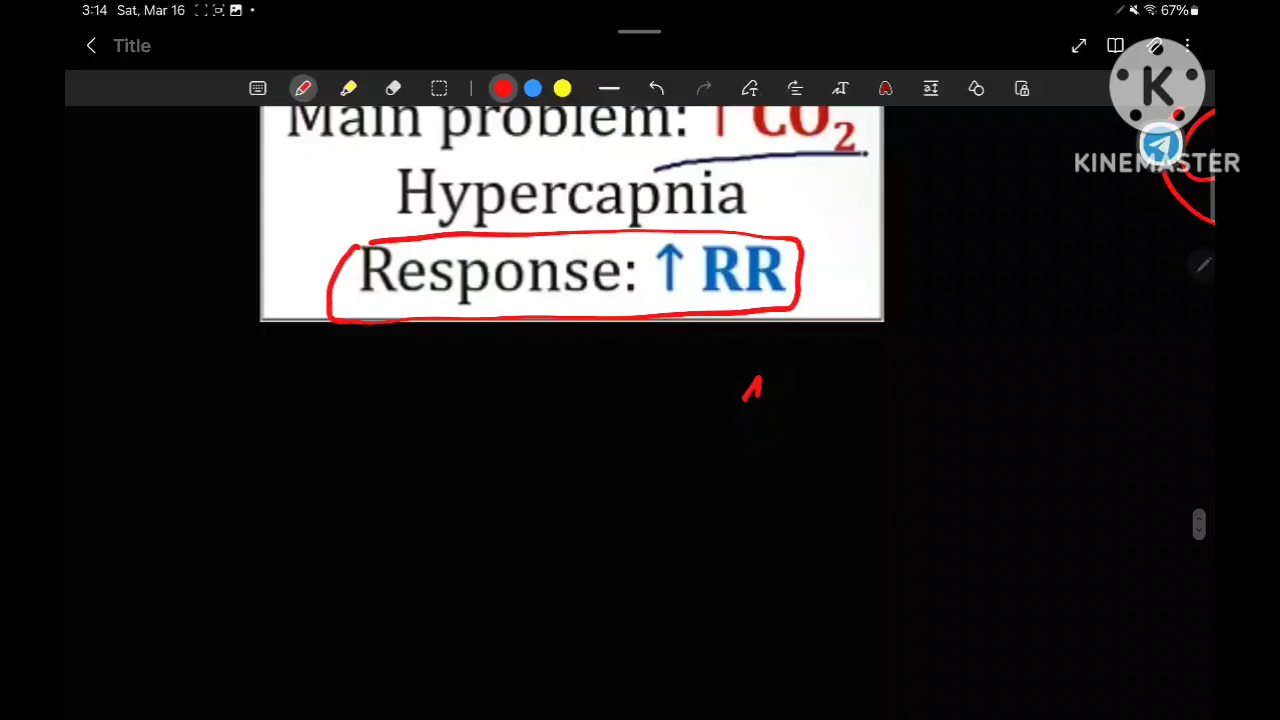 3:14 Sat, Mar 16
67%
Title
K
KINEMASTER
Main problem: ↑ CO₂
Hypercapnia
Response: ↑ RR